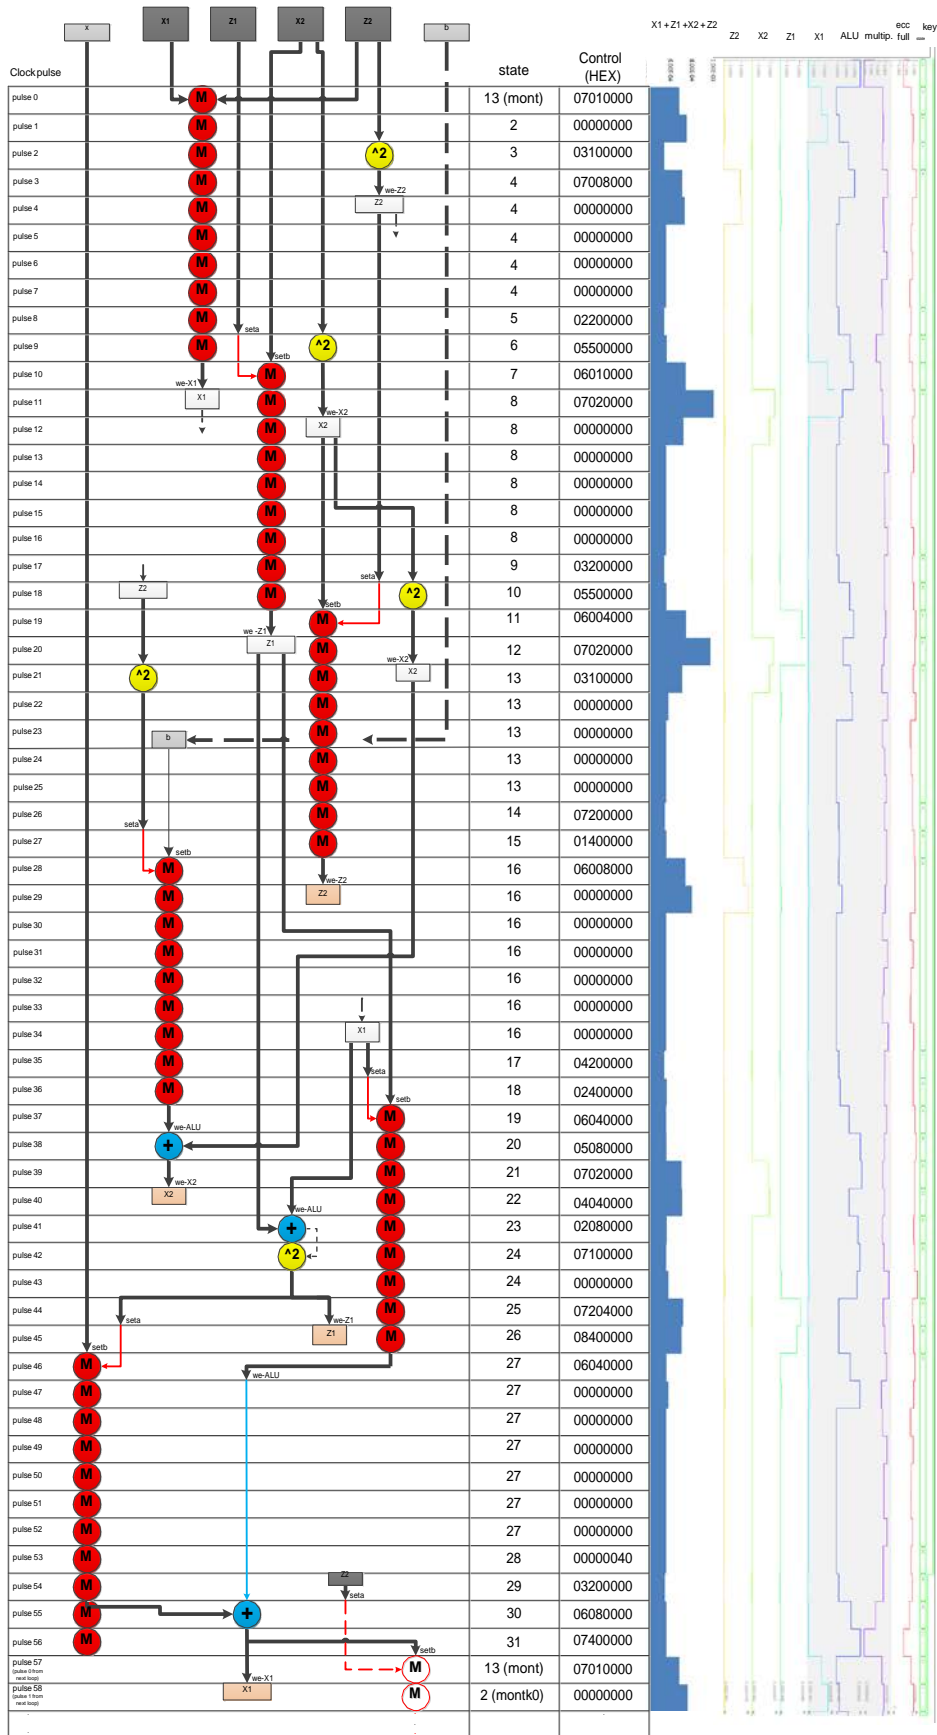 x X1 Z1 X2 Z2 b
X1 + Z1 +X2 + Z2
Z2 X2 Z1 X1 ALU multip. ecc full key
Clockpulse state Control (HEX)
pulse 0 M 13 (mont) 07010000
pulse 1 M 2 00000000
pulse 2 M ^2 3 03100000
pulse 3 M we-Z2 4 07008000
pulse 4 M Z2 4 00000000
pulse 5 M 4 00000000
pulse 6 M 4 00000000
pulse 7 M 4 00000000
pulse 8 M seta 5 02200000
pulse 9 M ^2 setb 6 05500000
pulse 10 we-X1 M 7 06010000
pulse 11 X1 M we-X2 8 07020000
pulse 12 M X2 8 00000000
pulse 13 M 8 00000000
pulse 14 M 8 00000000
pulse 15 M 8 00000000
pulse 16 M 8 00000000
pulse 17 M seta 9 03200000
pulse 18 Z2 M setb ^2 10 05500000
pulse 19 we -Z1 M 11 06004000
pulse 20 Z1 M we-X2 12 07020000
pulse 21 ^2 M X2 13 03100000
pulse 22 M 13 00000000
pulse 23 b M 13 00000000
pulse 24 M 13 00000000
pulse 25 M 13 00000000
pulse 26 seta M 14 07200000
pulse 27 setb M 15 01400000
pulse 28 M we-Z2 16 06008000
pulse 29 M Z2 16 00000000
pulse 30 M 16 00000000
pulse 31 M 16 00000000
pulse 32 M 16 00000000
pulse 33 M 16 00000000
pulse 34 M X1 16 00000000
pulse 35 M seta 17 04200000
pulse 36 M setb 18 02400000
pulse 37 we-ALU M 19 06040000
pulse 38 + M 20 05080000
pulse 39 we-X2 M 21 07020000
pulse 40 X2 we-ALU M 22 04040000
pulse 41 + M 23 02080000
pulse 42 ^2 M 24 07100000
pulse 43 M 24 00000000
pulse 44 seta we-Z1 M 25 07204000
pulse 45 setb Z1 M 26 08400000
pulse 46 M we-ALU 27 06040000
pulse 47 M 27 00000000
pulse 48 M 27 00000000
pulse 49 M 27 00000000
pulse 50 M 27 00000000
pulse 51 M 27 00000000
pulse 52 M 27 00000000
pulse 53 M 28 00000040
pulse 54 M Z2 seta 29 03200000
pulse 55 M + 30 06080000
pulse 56 M setb 31 07400000
pulse 57 (pulse 0 from next loop) we-X1 M 13 (mont) 07010000
pulse 58 (pulse 1 from next loop) X1 M 2 (montk0) 00000000